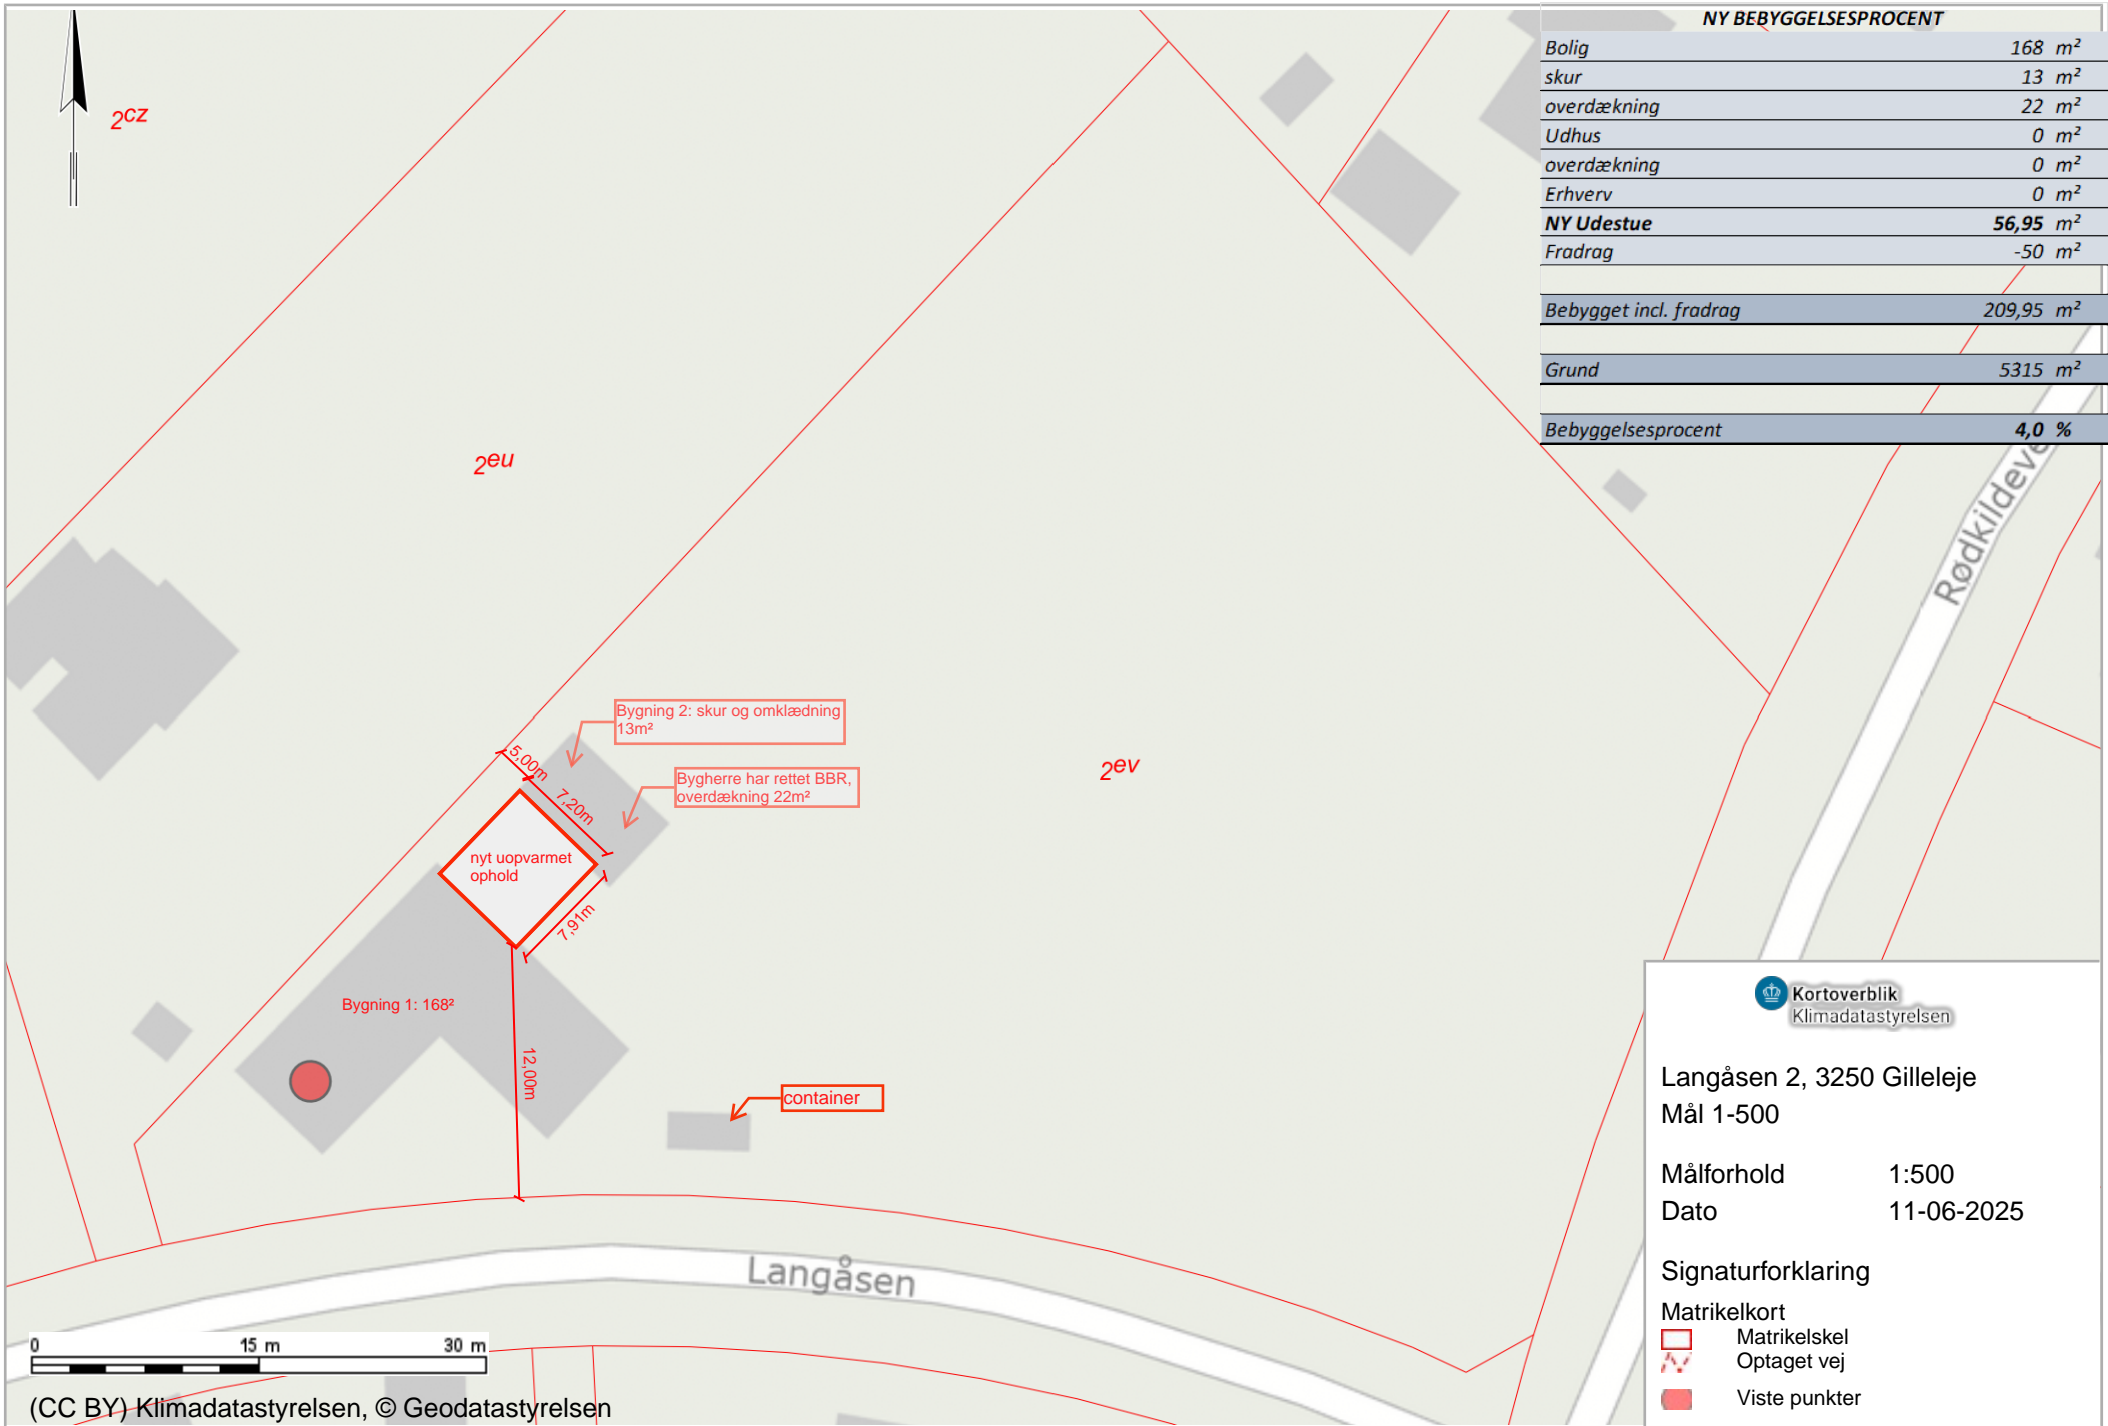 NY BEBYGGELSESPROCENT
Bolig 168 m²
skur 13 m²
overdækning 22 m²
Udhus 0 m²
overdækning 0 m²
Erhverv 0 m²
NY Udestue 56,95 m²
Fradrag -50 m²
Bebygget incl. fradrag 209,95 m²
Grund 5315 m²
Bebyggelsesprocent 4,0 %
2cz
2eu
2ev
Rødkildeve
Bygning 2: skur og omklædning
13m²
Bygherre har rettet BBR,
overdækning 22m²
5,00m
7,20m
nyt uopvarmet
ophold
7,91m
Bygning 1: 168²
12,00m
container
Langåsen
0 15 m 30 m
(CC BY) Klimadatastyrelsen, © Geodatastyrelsen
Kortoverblik
Klimadatastyrelsen
Langåsen 2, 3250 Gilleleje
Mål 1-500
Målforhold 1:500
Dato 11-06-2025
Signaturforklaring
Matrikelkort
Matrikelskel
Optaget vej
Viste punkter